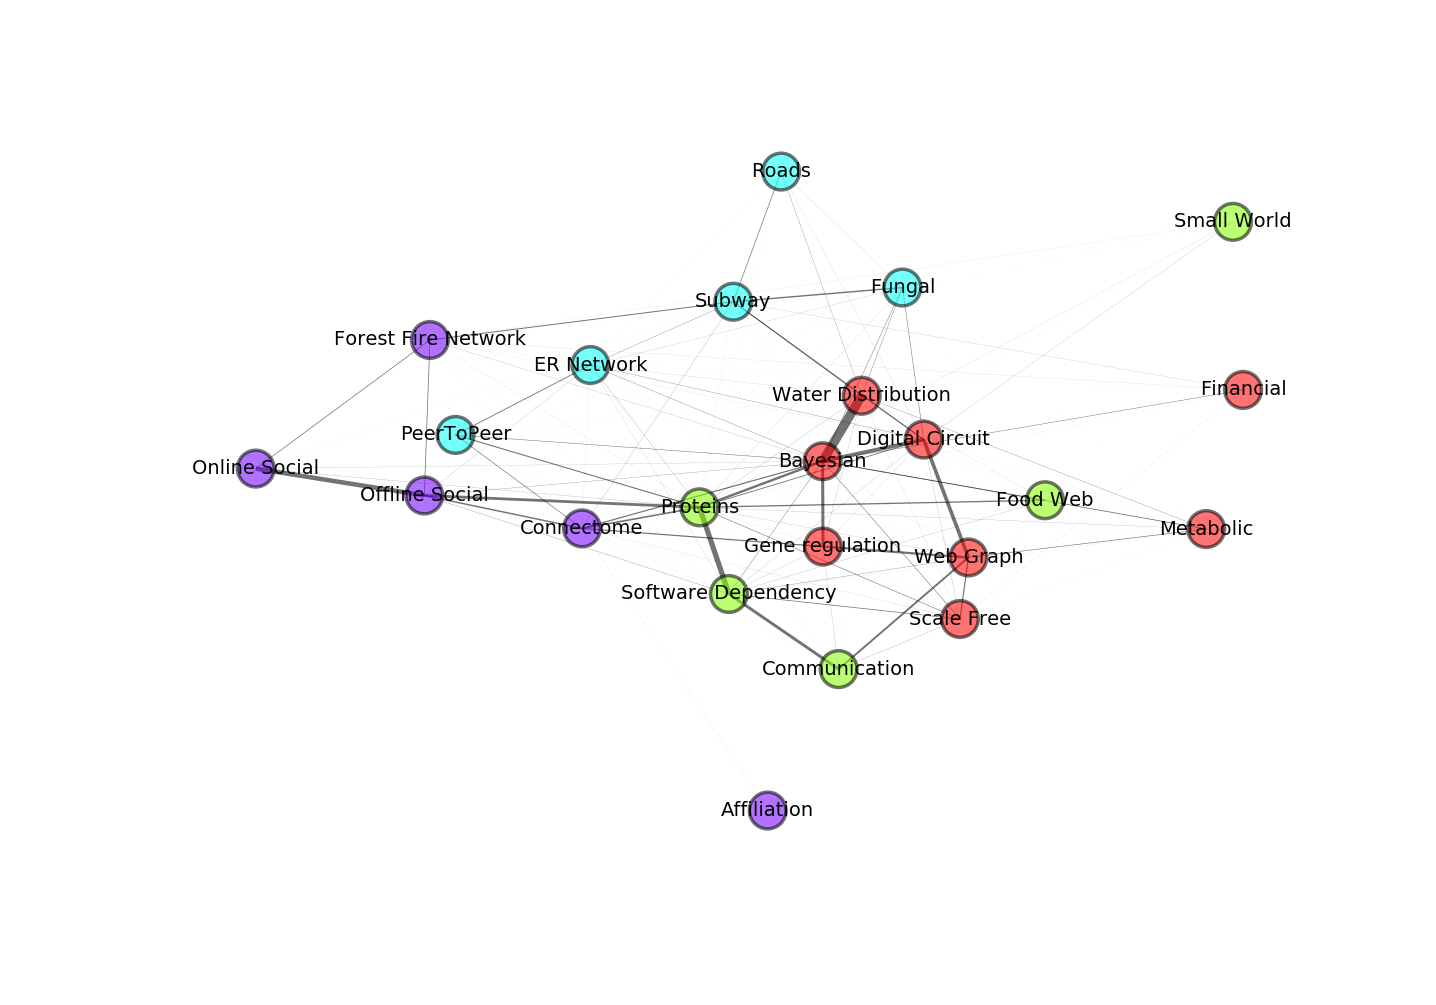 Roads
Small World
Fungal
Subway
Forest Fire Network
ER Network
Financial
Water Distribution
PeerToPeer
Digital Circuit
Bayesian
Online Social
Offline Social
Food Web
Proteins
Connectome
Metabolic
Gene regulation
Web Graph
Software Dependency
Scale Free
Communication
Affiliation